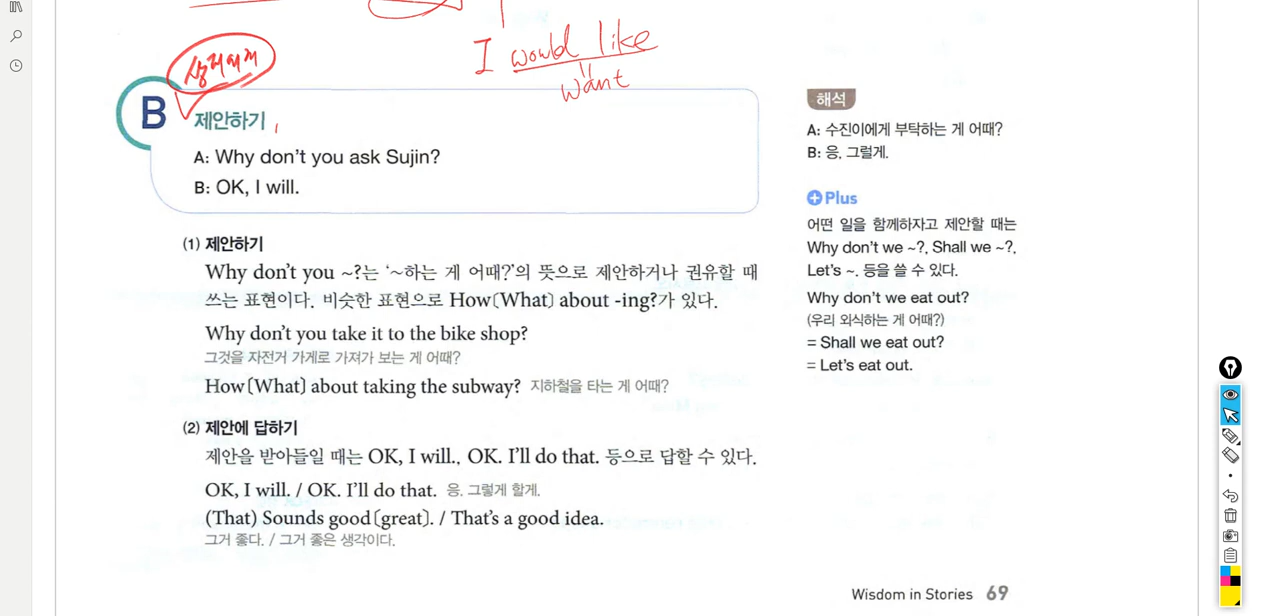 I would like
want
B
제안하기
A: Why don't you ask Sujin?
B: OK, I will.
(1) 제안하기
Why don't you ~?는 '~하는 게 어때?'의 뜻으로 제안하거나 권유할 때
쓰는 표현이다. 비슷한 표현으로 How[What] about -ing?가 있다.
Why don't you take it to the bike shop?
그것을 자전거 가게로 가져가 보는 게 어때?
How[What] about taking the subway? 지하철을 타는 게 어때?
(2) 제안에 답하기
제안을 받아들일 때는 OK, I will., OK. I'll do that. 등으로 답할 수 있다.
OK, I will. / OK. I'll do that. 응. 그렇게 할게.
(That) Sounds good[great]. / That's a good idea.
그거 좋다. / 그거 좋은 생각이다.
해석
A: 수진이에게 부탁하는 게 어때?
B: 응, 그럴게.
Plus
어떤 일을 함께하자고 제안할 때는
Why don't we ~?, Shall we ~?,
Let's ~. 등을 쓸 수 있다.
Why don't we eat out?
(우리 외식하는 게 어때?)
= Shall we eat out?
= Let's eat out.
Wisdom in Stories 69